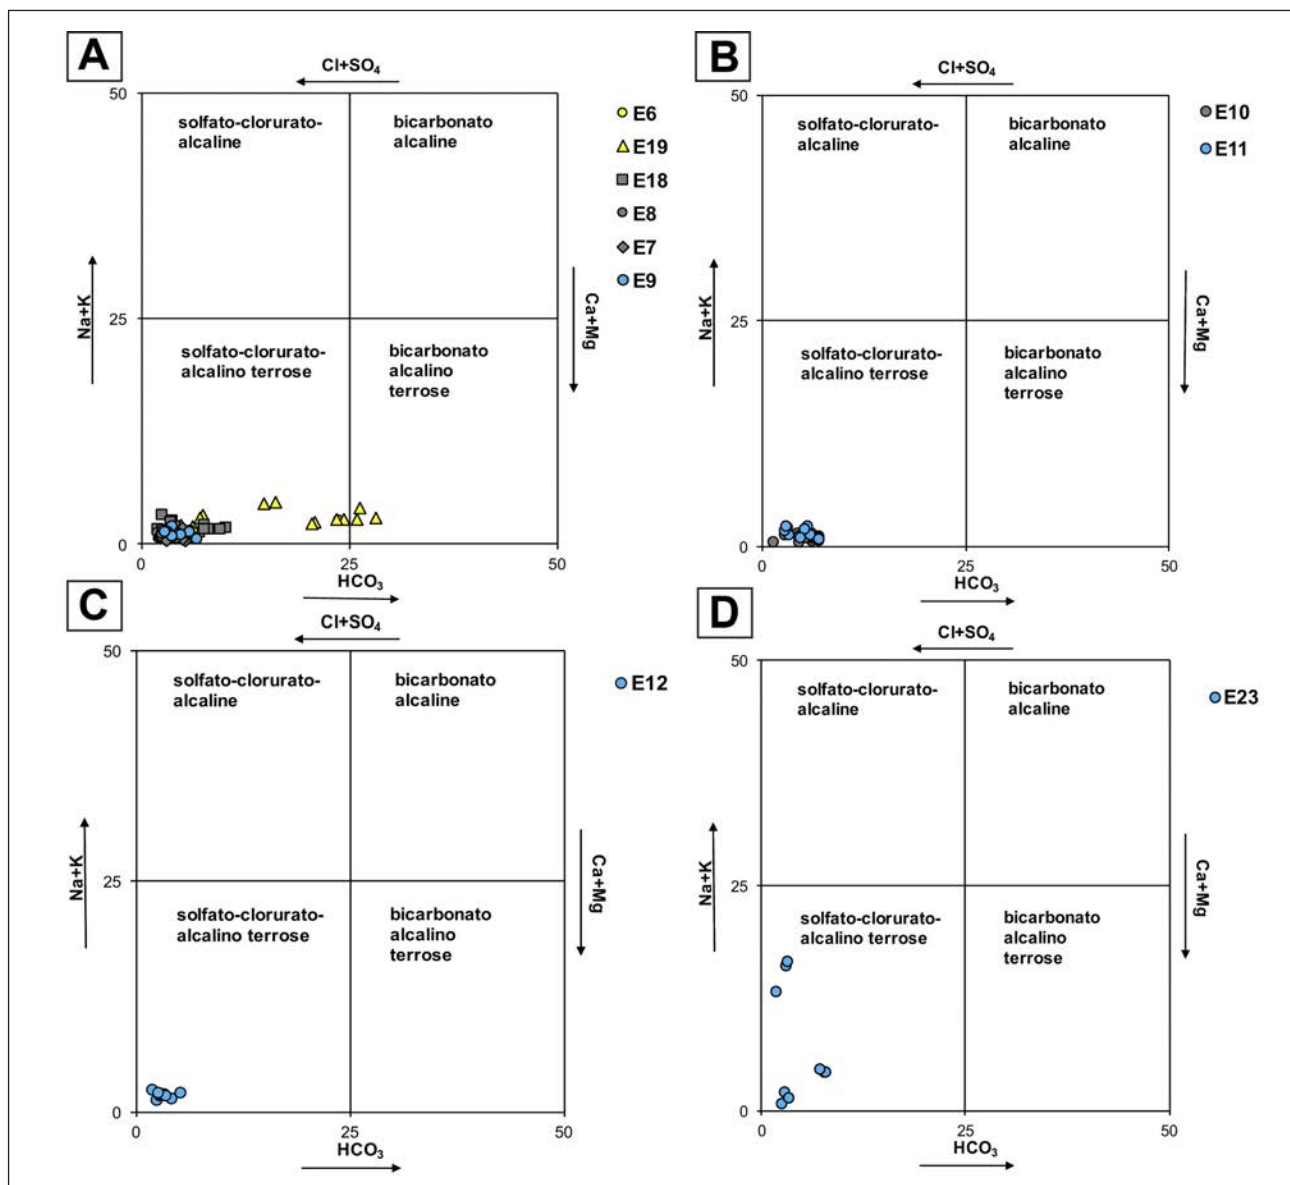 A
Cl+SO₄
50
solfato-clorurato-
alcaline
bicarbonato
alcaline
E6
E19
E18
E8
E7
E9
Na+K
Ca+Mg
25
solfato-clorurato-
alcalino terrose
bicarbonato
alcalino
terrose
0
0
25
50
HCO₃
B
Cl+SO₄
50
solfato-clorurato-
alcaline
bicarbonato
alcaline
E10
E11
Na+K
Ca+Mg
25
solfato-clorurato-
alcalino terrose
bicarbonato
alcalino
terrose
0
0
25
50
HCO₃
C
Cl+SO₄
50
solfato-clorurato-
alcaline
bicarbonato
alcaline
E12
Na+K
Ca+Mg
25
solfato-clorurato-
alcalino terrose
bicarbonato
alcalino
terrose
0
0
25
50
HCO₃
D
Cl+SO₄
50
solfato-clorurato-
alcaline
bicarbonato
alcaline
E23
Na+K
Ca+Mg
25
solfato-clorurato-
alcalino terrose
bicarbonato
alcalino
terrose
0
0
25
50
HCO₃